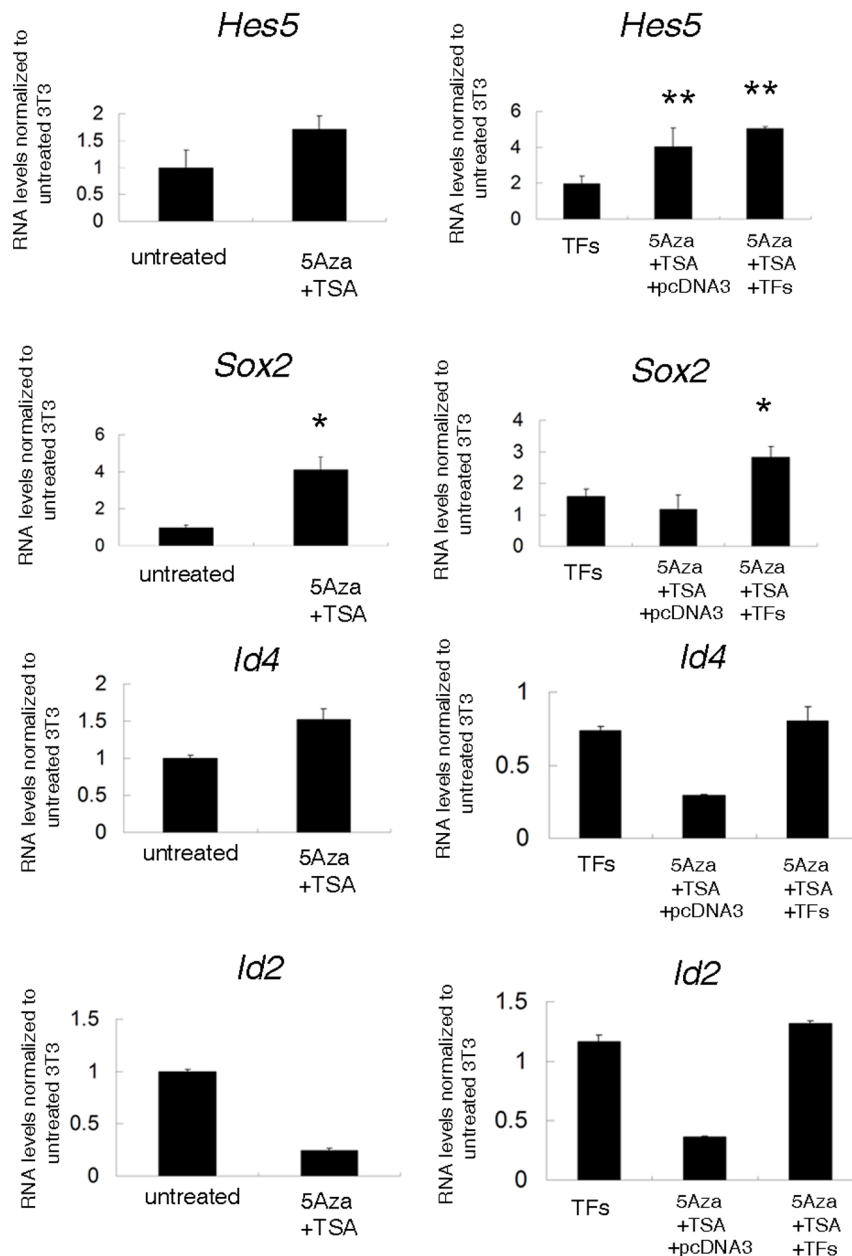 Hes5
RNA levels normalized to
untreated 3T3
2
1.5
1
0.5
0
untreated
5Aza
+TSA
Hes5
RNA levels normalized to
untreated 3T3
**
**
6
4
2
0
TFs
5Aza
+TSA
+pcDNA3
5Aza
+TSA
+TFs
Sox2
RNA levels normalized to
untreated 3T3
*
6
4
2
0
untreated
5Aza
+TSA
Sox2
RNA levels normalized to
untreated 3T3
*
4
3
2
1
0
TFs
5Aza
+TSA
+pcDNA3
5Aza
+TSA
+TFs
Id4
RNA levels normalized to
untreated 3T3
2
1.5
1
0.5
0
untreated
5Aza
+TSA
Id4
RNA levels normalized to
untreated 3T3
1
0.5
0
TFs
5Aza
+TSA
+pcDNA3
5Aza
+TSA
+TFs
Id2
RNA levels normalized to
untreated 3T3
1.5
1
0.5
0
untreated
5Aza
+TSA
Id2
RNA levels normalized to
untreated 3T3
1.5
1
0.5
0
TFs
5Aza
+TSA
+pcDNA3
5Aza
+TSA
+TFs